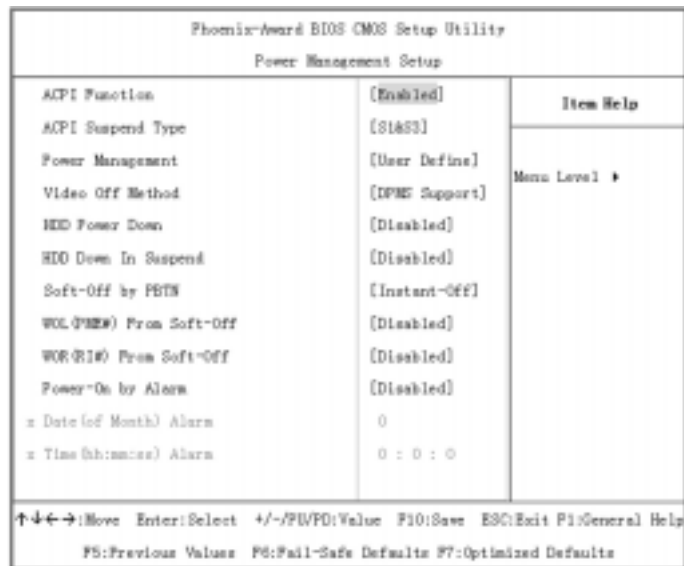 Phoenix-Award BIOS CMOS Setup Utility
Power Management Setup
ACPI Function [Enabled]
Item Help
ACPI Suspend Type [S1&S3]
Power Management [User Define]
Menu Level
Video Off Method [DPMS Support]
HDD Power Down [Disabled]
HDD Down In Suspend [Disabled]
Soft-Off by PBTN [Instant-Off]
WOL(PME#) From Soft-Off [Disabled]
WOR(RI#) From Soft-Off [Disabled]
Power-On by Alarm [Disabled]
x Date(of Month) Alarm 0
x Time(hh:mm:ss) Alarm 0 : 0 : 0
↑↓←→:Move Enter:Select +/-/PU/PD:Value F10:Save ESC:Exit F1:General Help
F5:Previous Values F6:Fail-Safe Defaults F7:Optimized Defaults